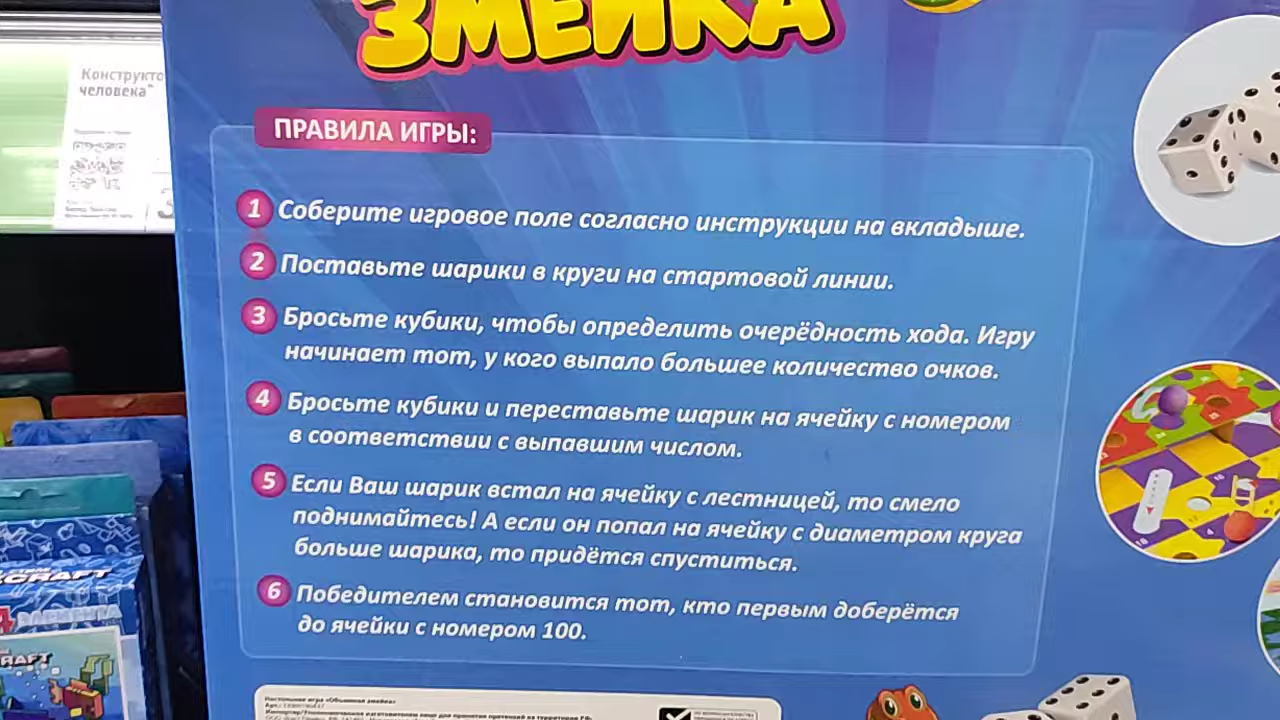 ЗМЕЙКА
Конструкто
человека"
ПРАВИЛА ИГРЫ:
1 Соберите игровое поле согласно инструкции на вкладыше.
2 Поставьте шарики в круги на стартовой линии.
3 Бросьте кубики, чтобы определить очерёдность хода. Игру
начинает тот, у кого выпало большее количество очков.
4 Бросьте кубики и переставьте шарик на ячейку с номером
в соответствии с выпавшим числом.
5 Если Ваш шарик встал на ячейку с лестницей, то смело
поднимайтесь! А если он попал на ячейку с диаметром круга
больше шарика, то придётся спуститься.
6 Победителем становится тот, кто первым доберётся
до ячейки с номером 100.
Настольная игра «Объемная змейка»